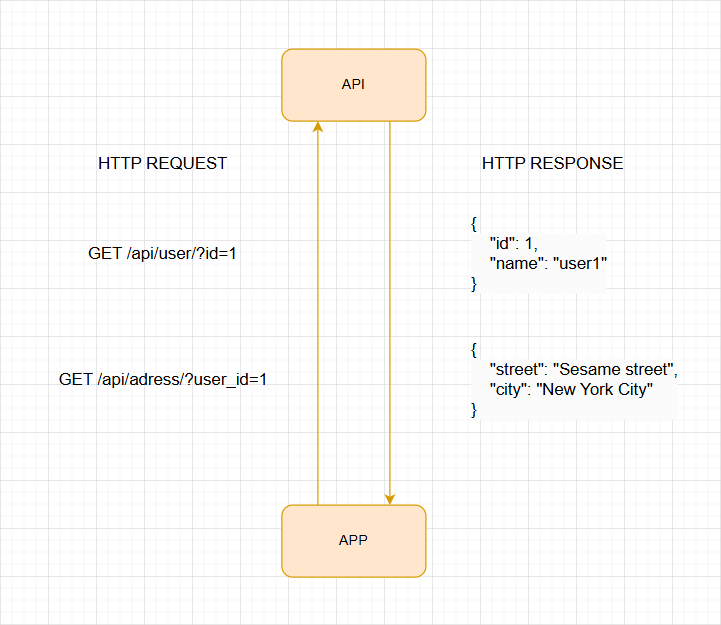 API
HTTP REQUEST
HTTP RESPONSE
GET /api/user/?id=1
{
"id": 1,
"name": "user1"
}
GET /api/adress/?user_id=1
{
"street": "Sesame street",
"city": "New York City"
}
APP